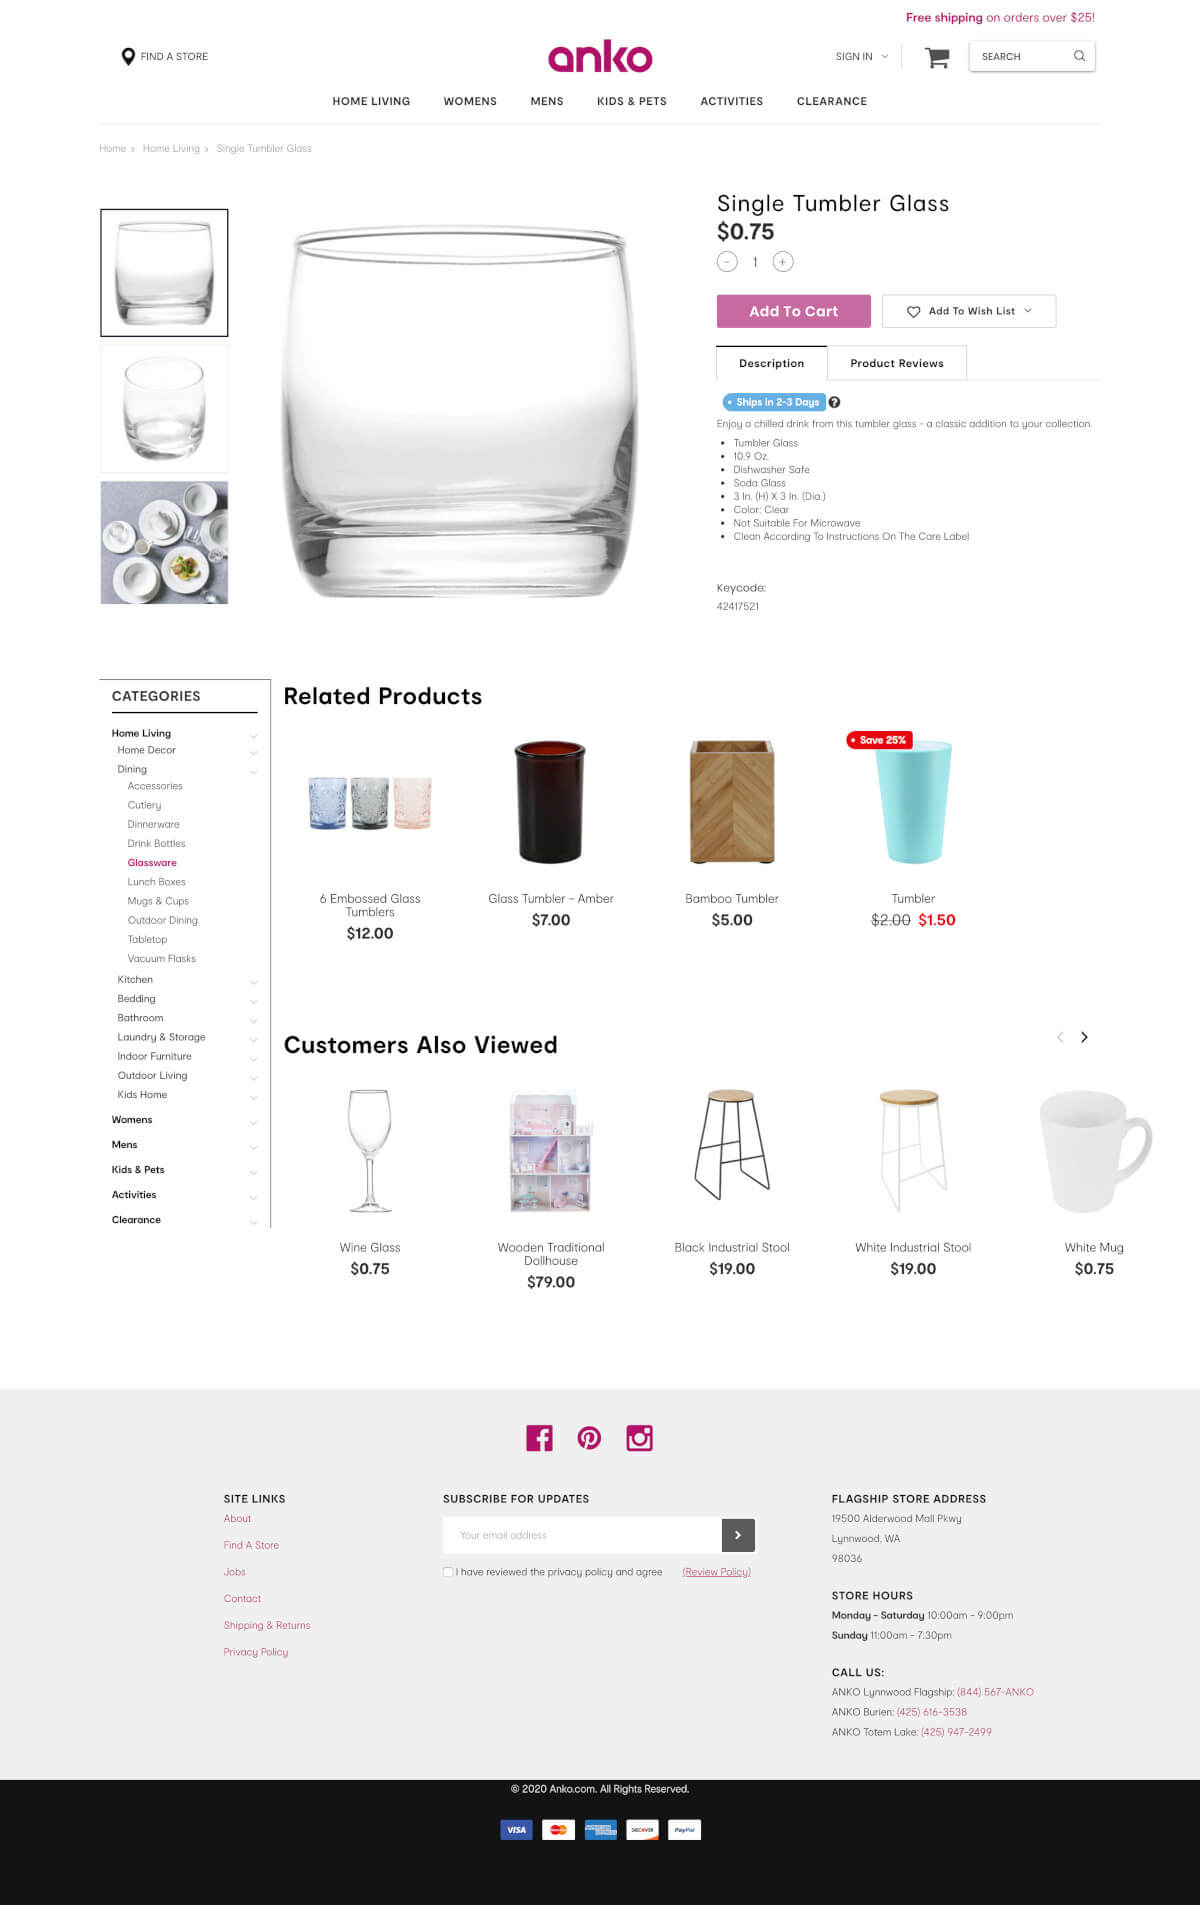 Free shipping on orders over $25!
FIND A STORE
anko
SIGN IN
SEARCH
HOME LIVING
WOMENS
MENS
KIDS & PETS
ACTIVITIES
CLEARANCE
Home › Home Living › Single Tumbler Glass
Single Tumbler Glass
$0.75
- 1 +
Add To Cart
Add To Wish List
Description
Product Reviews
• Ships in 2-3 Days ?
Enjoy a chilled drink from this tumbler glass - a classic addition to your collection.
• Tumbler Glass
• 10.9 Oz.
• Dishwasher Safe
• Soda Glass
• 3 In. (H) X 3 In. (Dia.)
• Color: Clear
• Not Suitable For Microwave
• Clean According To Instructions On The Care Label
Keycode:
42417521
CATEGORIES
Home Living
Home Decor
Dining
Accessories
Cutlery
Dinnerware
Drink Bottles
Glassware
Lunch Boxes
Mugs & Cups
Outdoor Dining
Tabletop
Vacuum Flasks
Kitchen
Bedding
Bathroom
Laundry & Storage
Indoor Furniture
Outdoor Living
Kids Home
Womens
Mens
Kids & Pets
Activities
Clearance
Related Products
• Save 25%
6 Embossed Glass
Tumblers
$12.00
Glass Tumbler - Amber
$7.00
Bamboo Tumbler
$5.00
Tumbler
$2.00 $1.50
Customers Also Viewed
Wine Glass
$0.75
Wooden Traditional
Dollhouse
$79.00
Black Industrial Stool
$19.00
White Industrial Stool
$19.00
White Mug
$0.75
SITE LINKS
About
Find A Store
Jobs
Contact
Shipping & Returns
Privacy Policy
SUBSCRIBE FOR UPDATES
Your email address
I have reviewed the privacy policy and agree (Review Policy)
FLAGSHIP STORE ADDRESS
19500 Alderwood Mall Pkwy
Lynnwood, WA
98036
STORE HOURS
Monday - Saturday 10:00am - 9:00pm
Sunday 11:00am - 7:30pm
CALL US:
ANKO Lynnwood Flagship: (844) 567-ANKO
ANKO Burien: (425) 616-3538
ANKO Totem Lake: (425) 947-2499
© 2020 Anko.com. All Rights Reserved.
VISA
DISCOVER
PayPal